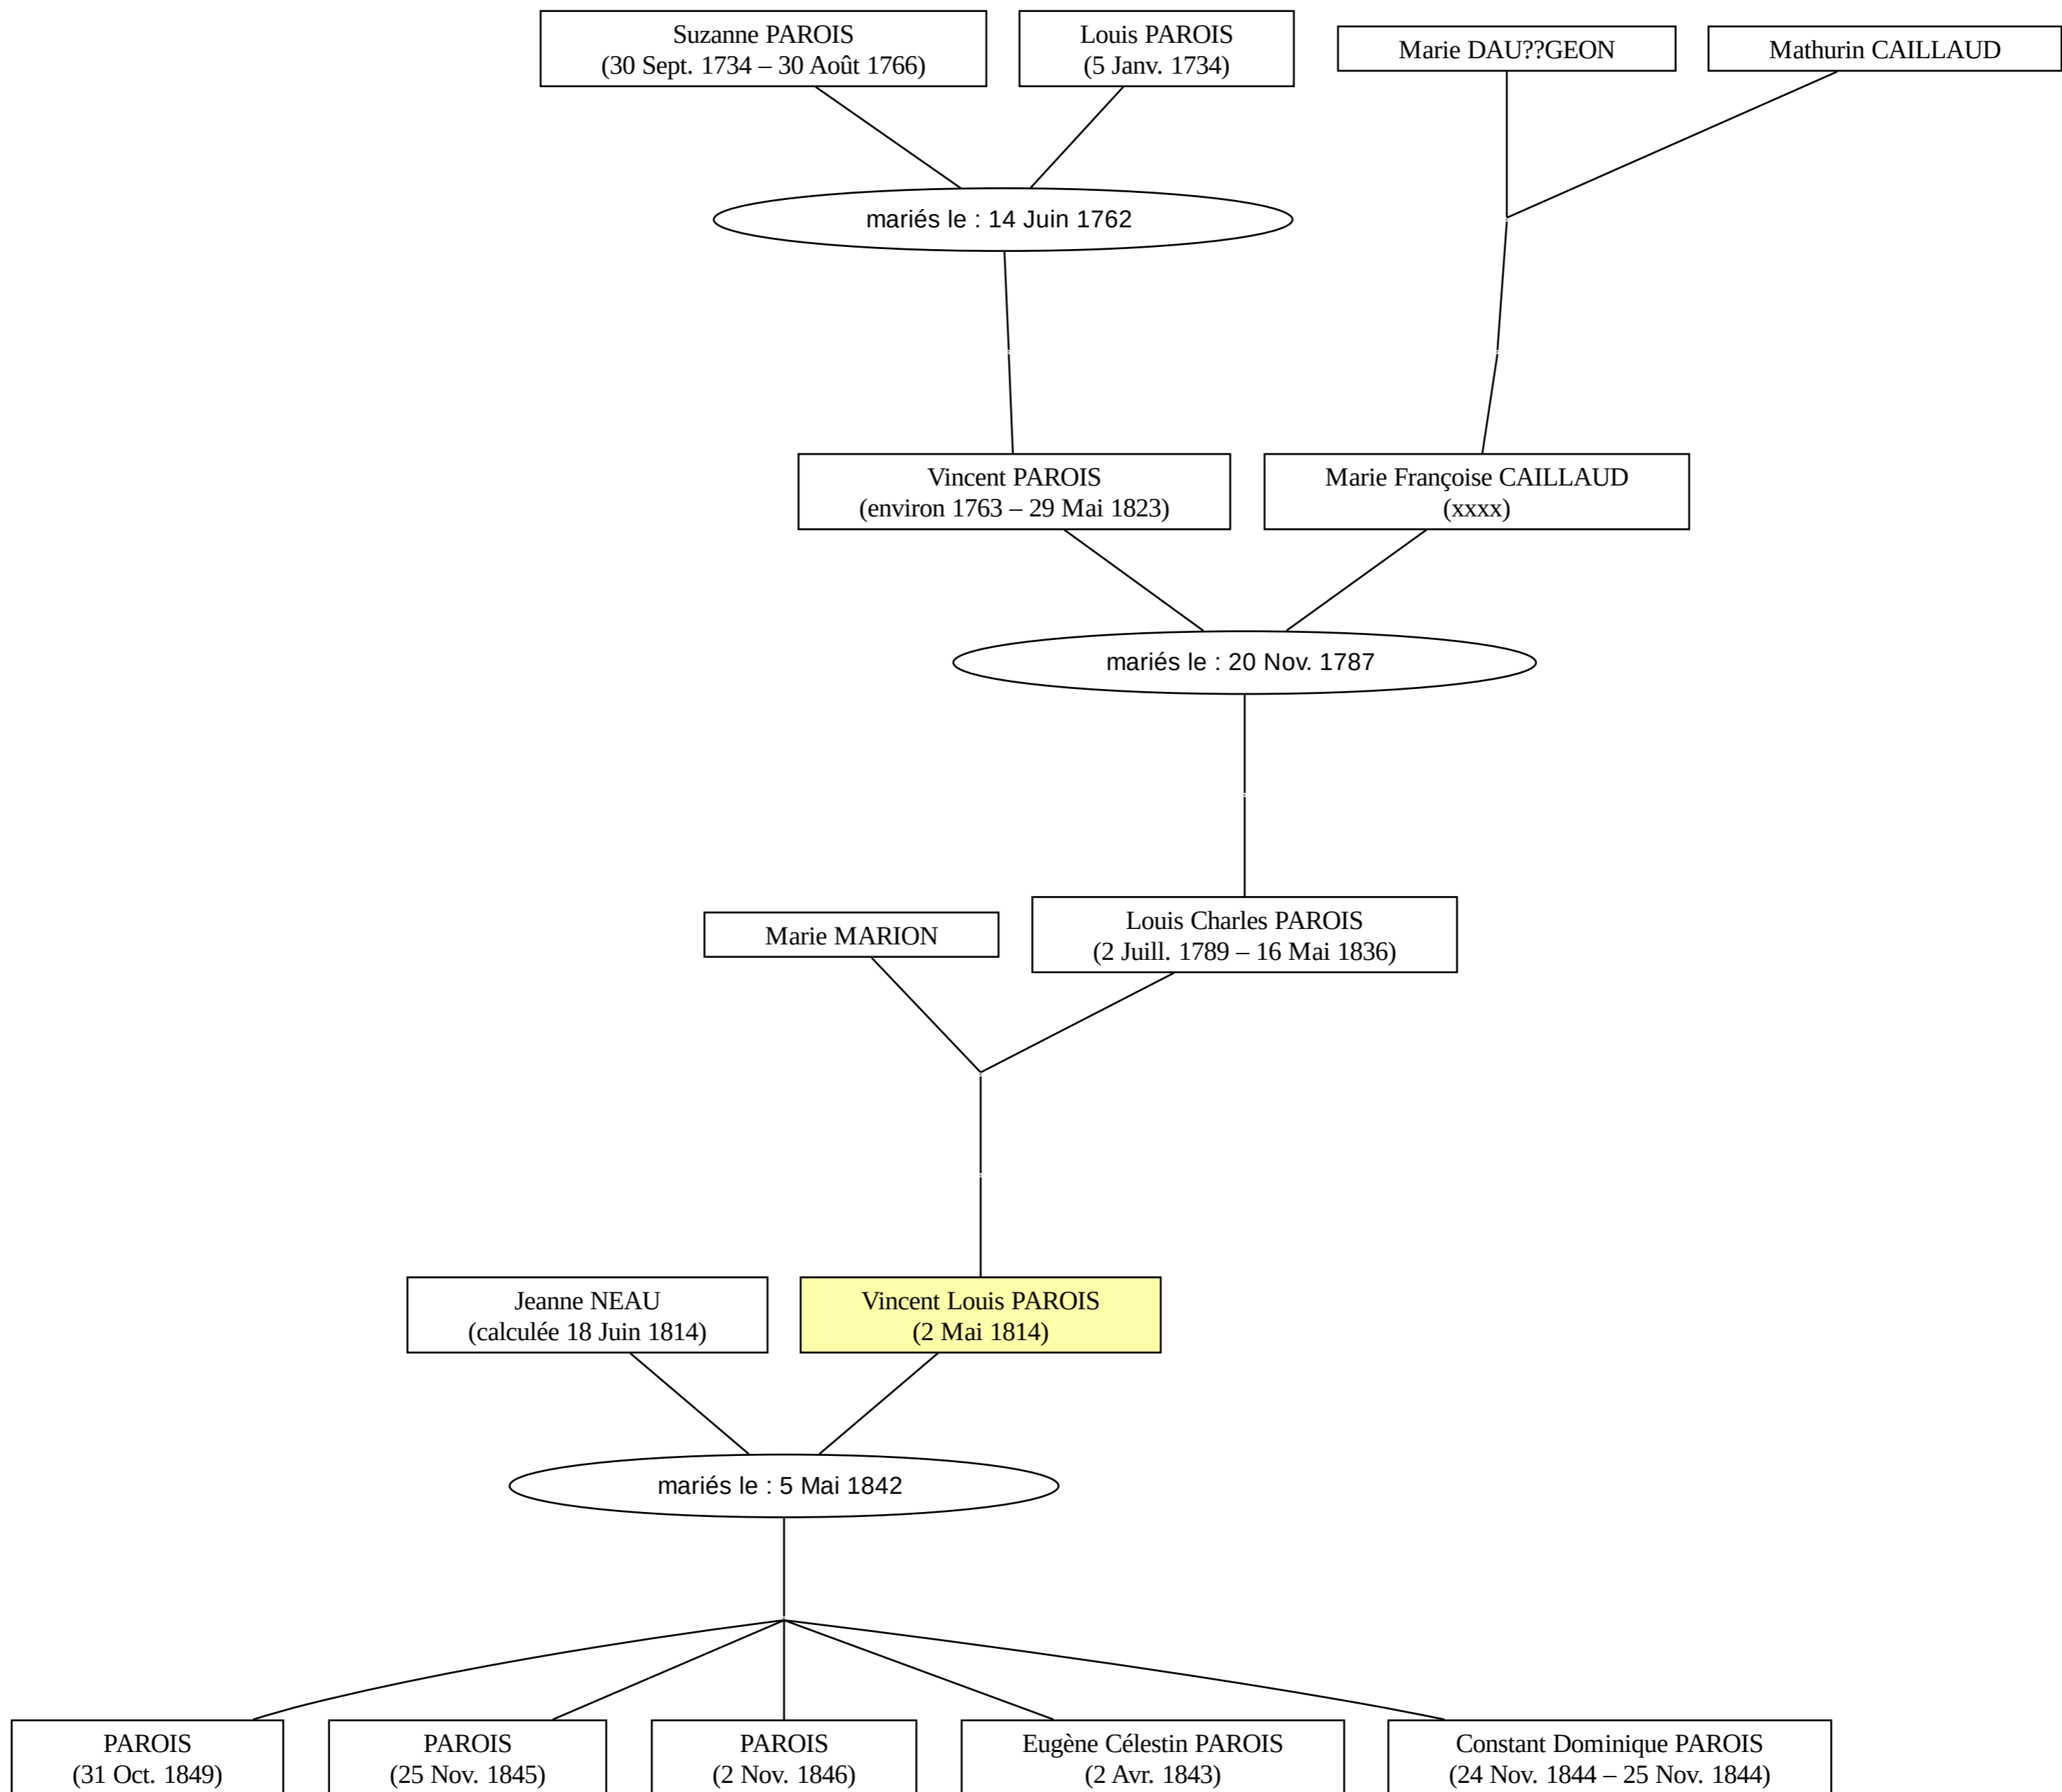 Suzanne PAROIS
(30 Sept. 1734 – 30 Août 1766)
Louis PAROIS
(5 Janv. 1734)
Marie DAU??GEON
Mathurin CAILLAUD
mariés le : 14 Juin 1762
Vincent PAROIS
(environ 1763 – 29 Mai 1823)
Marie Françoise CAILLAUD
(xxxx)
mariés le : 20 Nov. 1787
Marie MARION
Louis Charles PAROIS
(2 Juill. 1789 – 16 Mai 1836)
Jeanne NEAU
(calculée 18 Juin 1814)
Vincent Louis PAROIS
(2 Mai 1814)
mariés le : 5 Mai 1842
PAROIS
(31 Oct. 1849)
PAROIS
(25 Nov. 1845)
PAROIS
(2 Nov. 1846)
Eugène Célestin PAROIS
(2 Avr. 1843)
Constant Dominique PAROIS
(24 Nov. 1844 – 25 Nov. 1844)